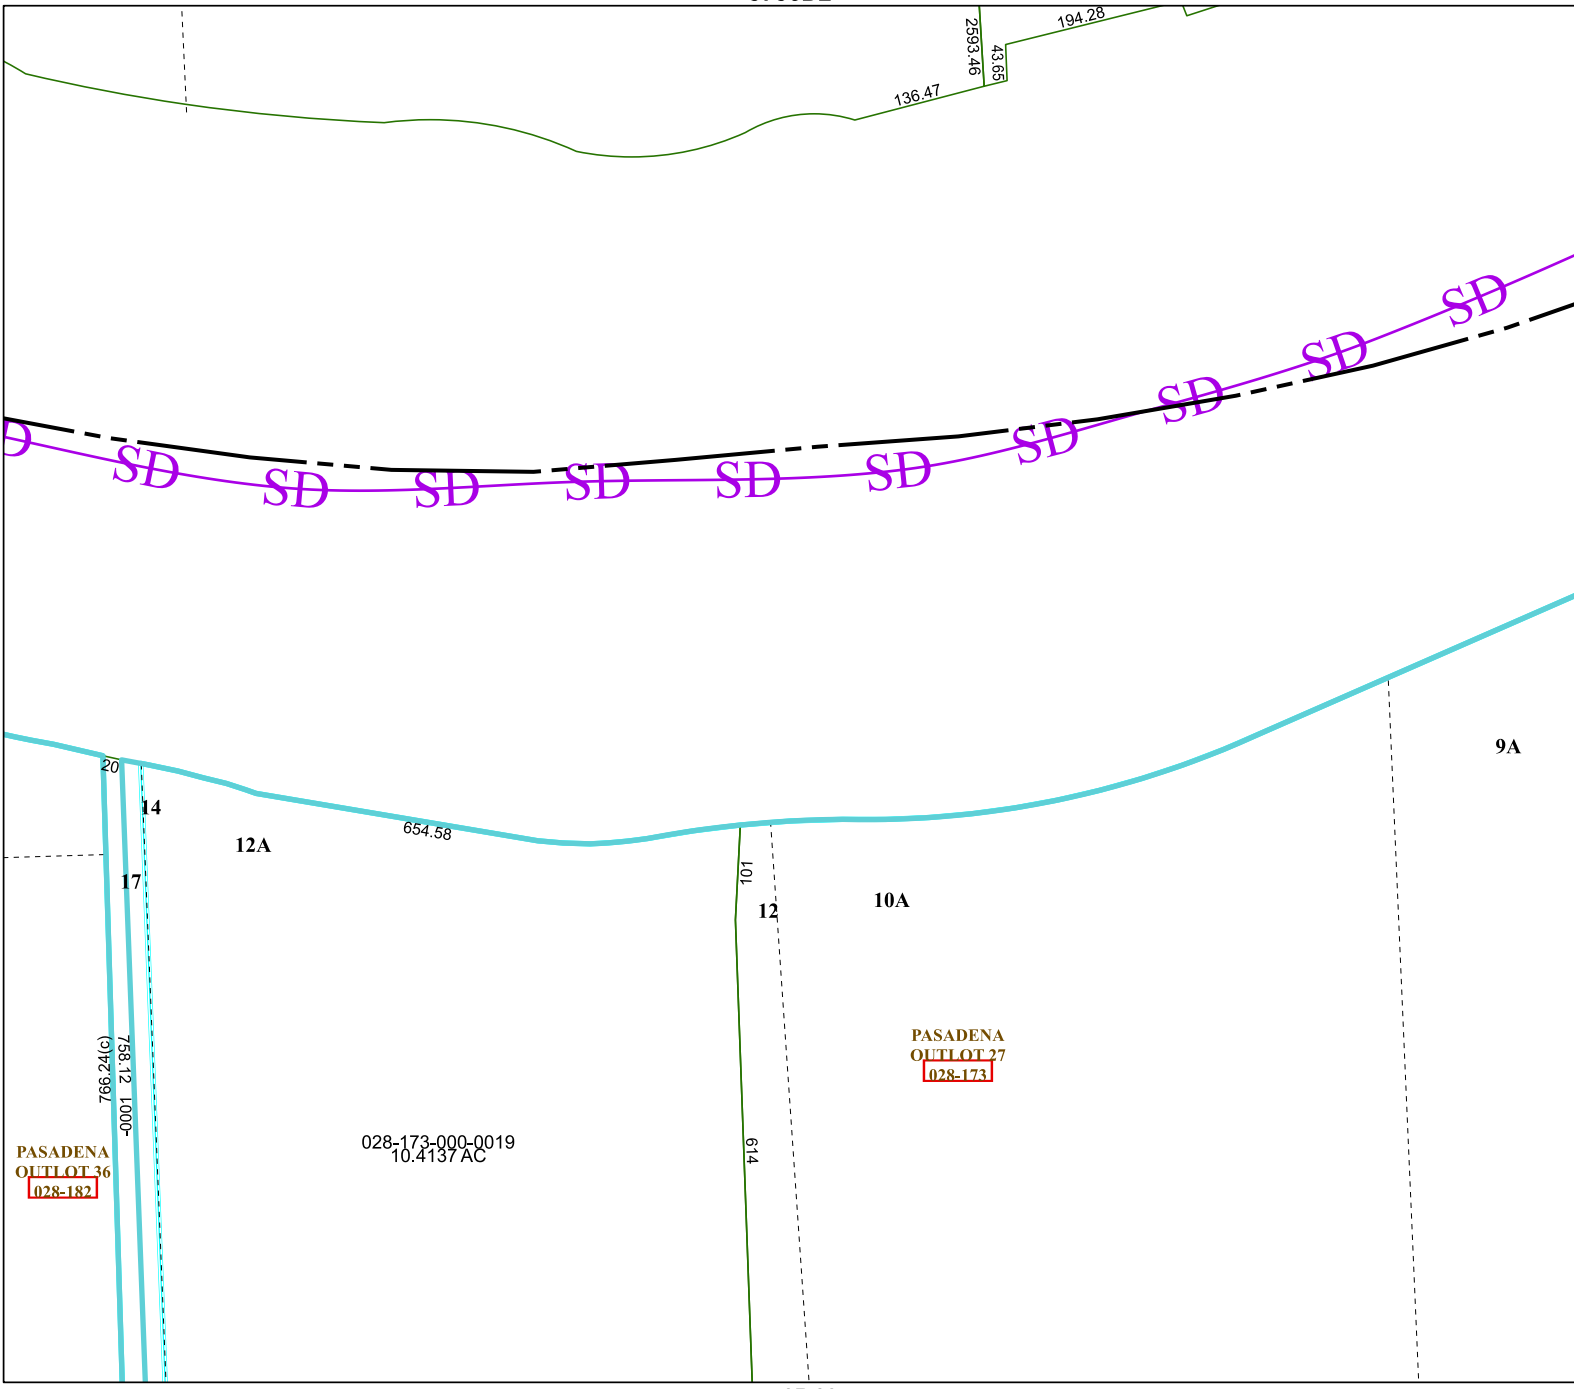 194.28
2593.46
43.65
136.47
SD
SD
SD
SD
D
SD
SD
SD
SD
SD
SD
9A
20
14
654.58
12A
101
17
12
10A
PASADENA
OUTLOT 27
028-173
766.24(c)
758.12
0001-
028-173-000-0019
10.4137 AC
614
PASADENA
OUTLOT 36
028-182